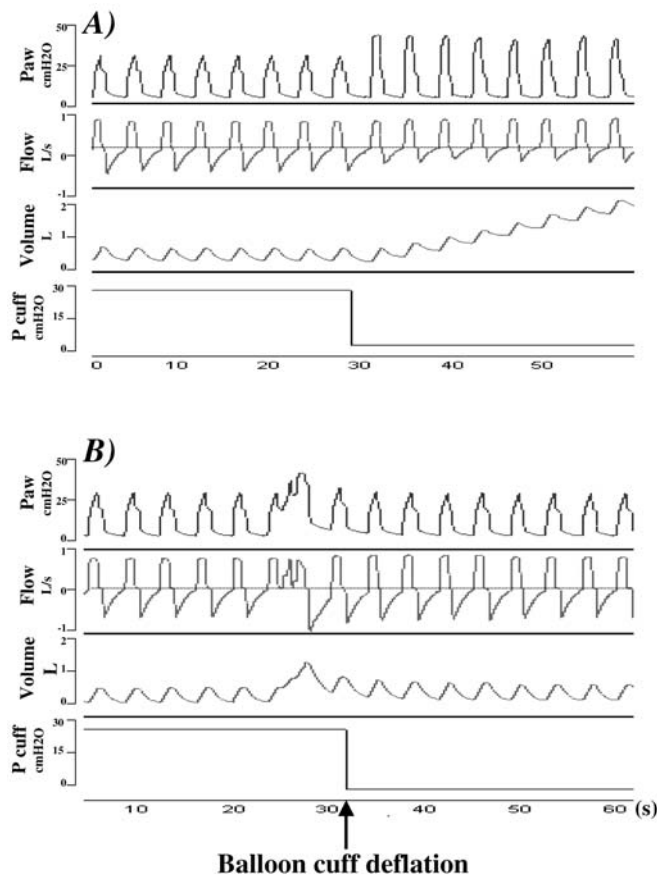 A)
Paw
cmH2O
50
25
0
Flow
L/s
1
0
-1
Volume
L
2
1
0
P cuff
cmH2O
30
15
0
0 10 20 30 40 50
B)
Paw
cmH2O
50
25
0
Flow
L/s
1
0
-1
Volume
L
2
1
0
P cuff
cmH2O
30
15
0
10 20 30 40 50 60 (s)
Balloon cuff deflation